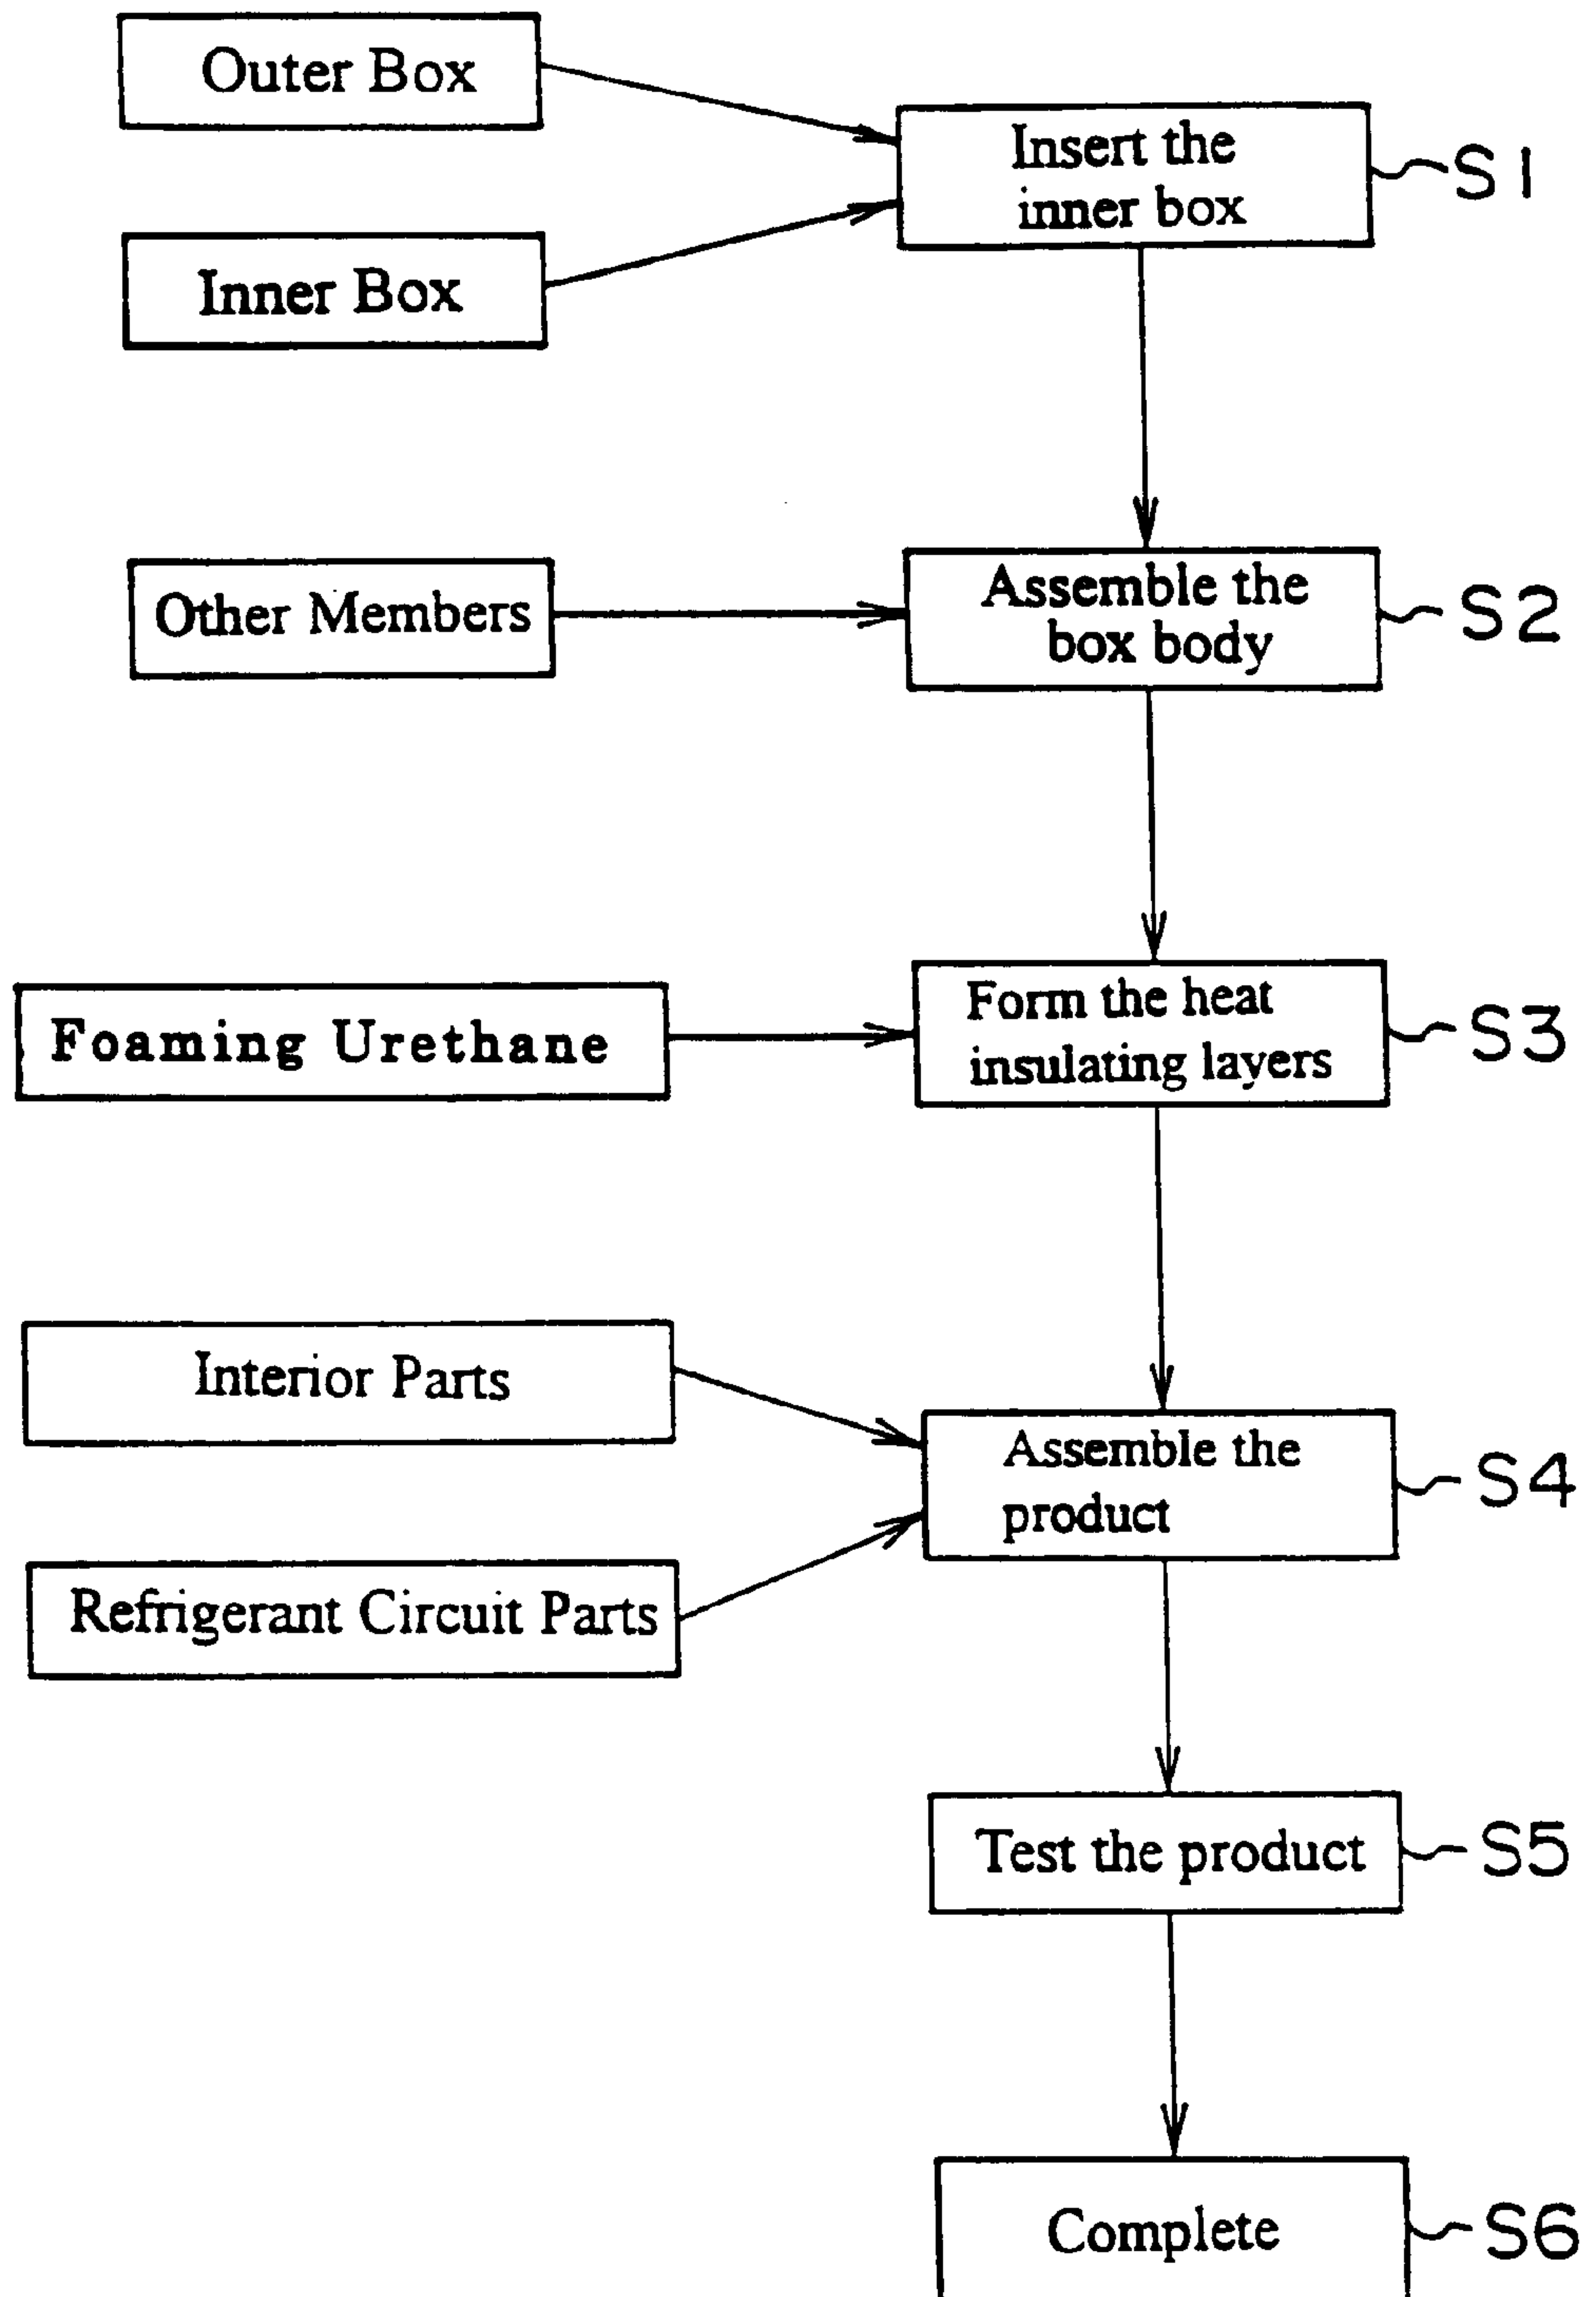 Outer Box
Insert the
inner box
S1
Inner Box
Other Members
Assemble the
box body
S2
Foaming Urethane
Form the heat
insulating layers
S3
Interior Parts
Assemble the
product
S4
Refrigerant Circuit Parts
Test the product
S5
Complete
S6